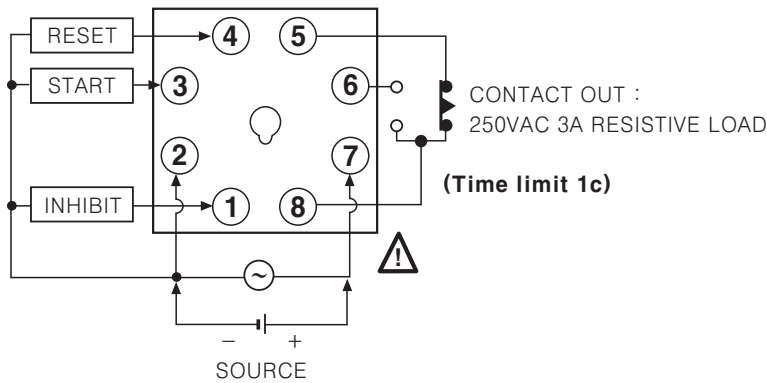 RESET
4
5
START
3
6
CONTACT OUT :
250VAC 3A RESISTIVE LOAD
2
7
(Time limit 1c)
INHIBIT
1
8
!
~
− +
SOURCE